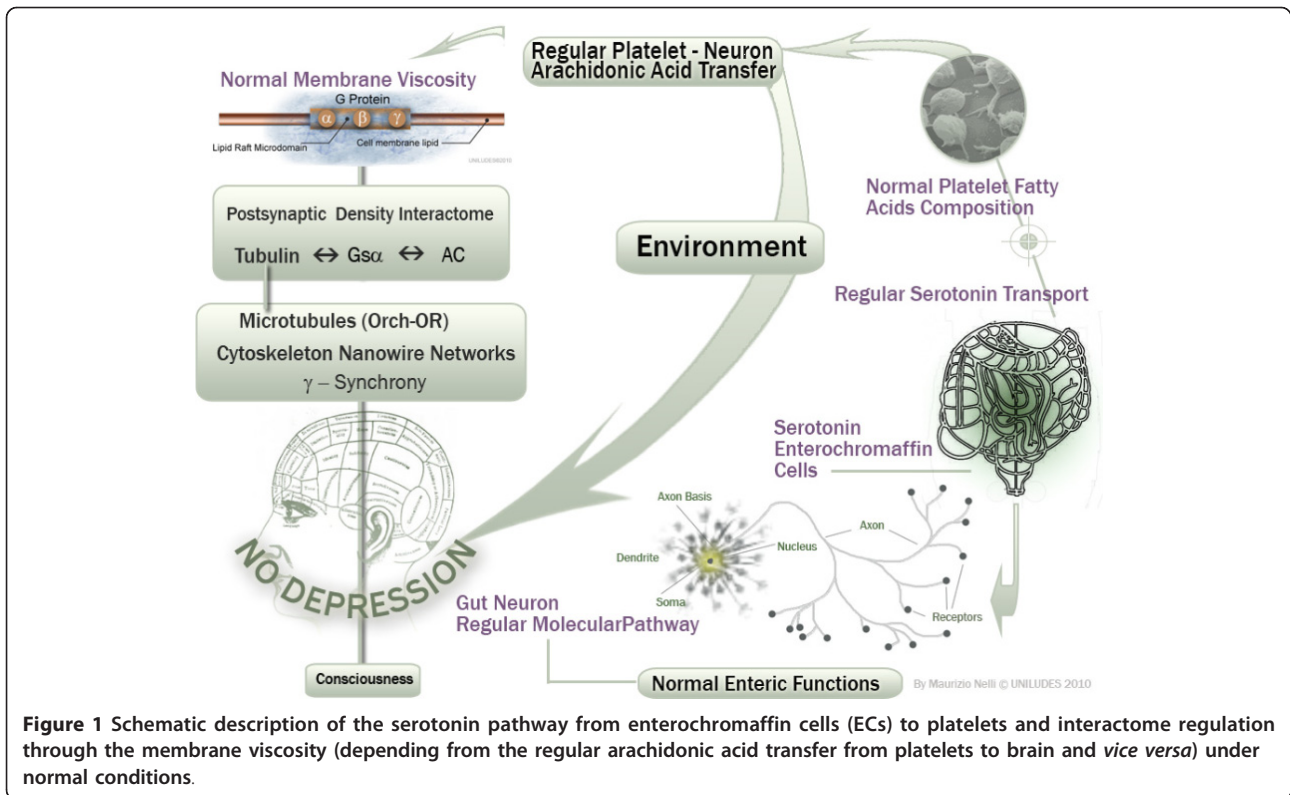 Regular Platelet - Neuron
Arachidonic Acid Transfer
Normal Membrane Viscosity
G Protein
α β γ
Lipid Raft Microdomain
Cell membrane lipid
UNILUDES2010
Postsynaptic Density Interactome
Tubulin ↔ Gsα ↔ AC
Microtubules (Orch-OR)
Cytoskeleton Nanowire Networks
γ – Synchrony
NO DEPRESSION
Consciousness
Environment
Normal Platelet Fatty
Acids Composition
Regular Serotonin Transport
Serotonin
Enterochromaffin
Cells
Axon Basis
Axon
Nucleus
Dendrite
Soma
Receptors
Gut Neuron
Regular MolecularPathway
Normal Enteric Functions
By Maurizio Nelli © UNILUDES 2010
Figure 1 Schematic description of the serotonin pathway from enterochromaffin cells (ECs) to platelets and interactome regulation
through the membrane viscosity (depending from the regular arachidonic acid transfer from platelets to brain and vice versa) under
normal conditions.